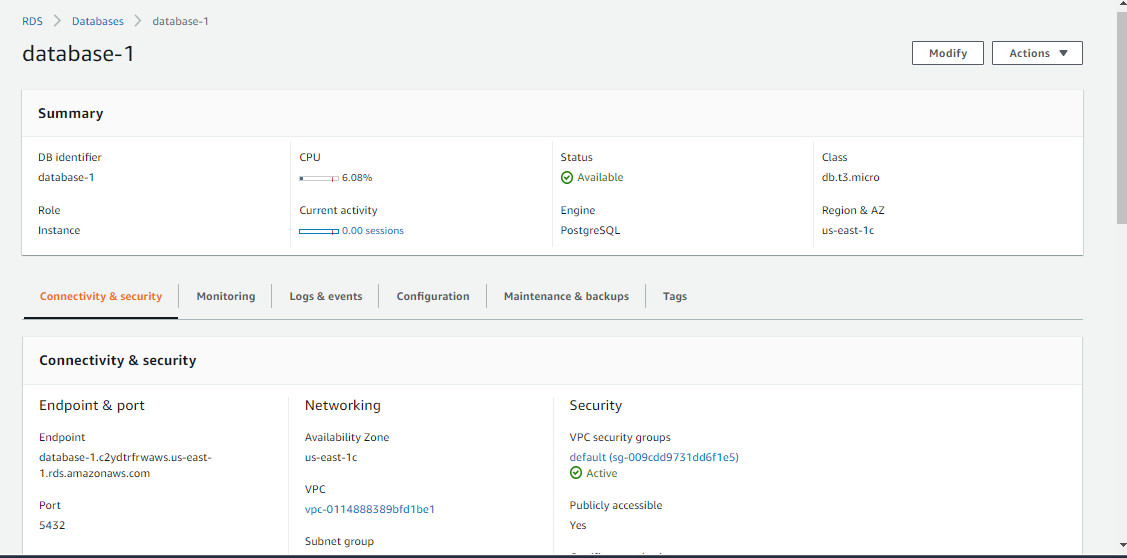 RDS
Databases
database-1
database-1
Modify
Actions
Summary
DB identifier
database-1
CPU
6.08%
Status
Available
Class
db.t3.micro
Role
Instance
Current activity
0.00 sessions
Engine
PostgreSQL
Region & AZ
us-east-1c
Connectivity & security
Monitoring
Logs & events
Configuration
Maintenance & backups
Tags
Connectivity & security
Endpoint & port
Endpoint
database-1.c2ydtrfrwaws.us-east-
1.rds.amazonaws.com
Port
5432
Networking
Availability Zone
us-east-1c
VPC
vpc-0114888389bfd1be1
Subnet group
Security
VPC security groups
default (sg-009cdd9731dd6f1e5)
Active
Publicly accessible
Yes